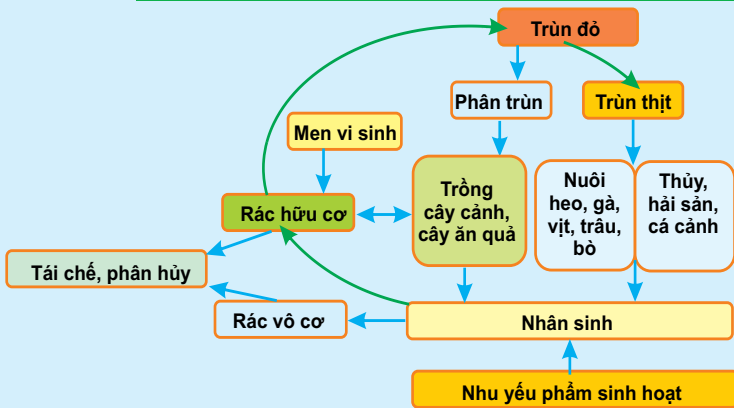 Trùn đỏ
Phân trùn
Trùn thịt
Men vi sinh
Rác hữu cơ
Trồng
cây cảnh,
cây ăn quả
Nuôi
heo, gà,
vịt, trâu,
bò
Thủy,
hải sản,
cá cảnh
Tái chế, phân hủy
Rác vô cơ
Nhân sinh
Nhu yếu phẩm sinh hoạt